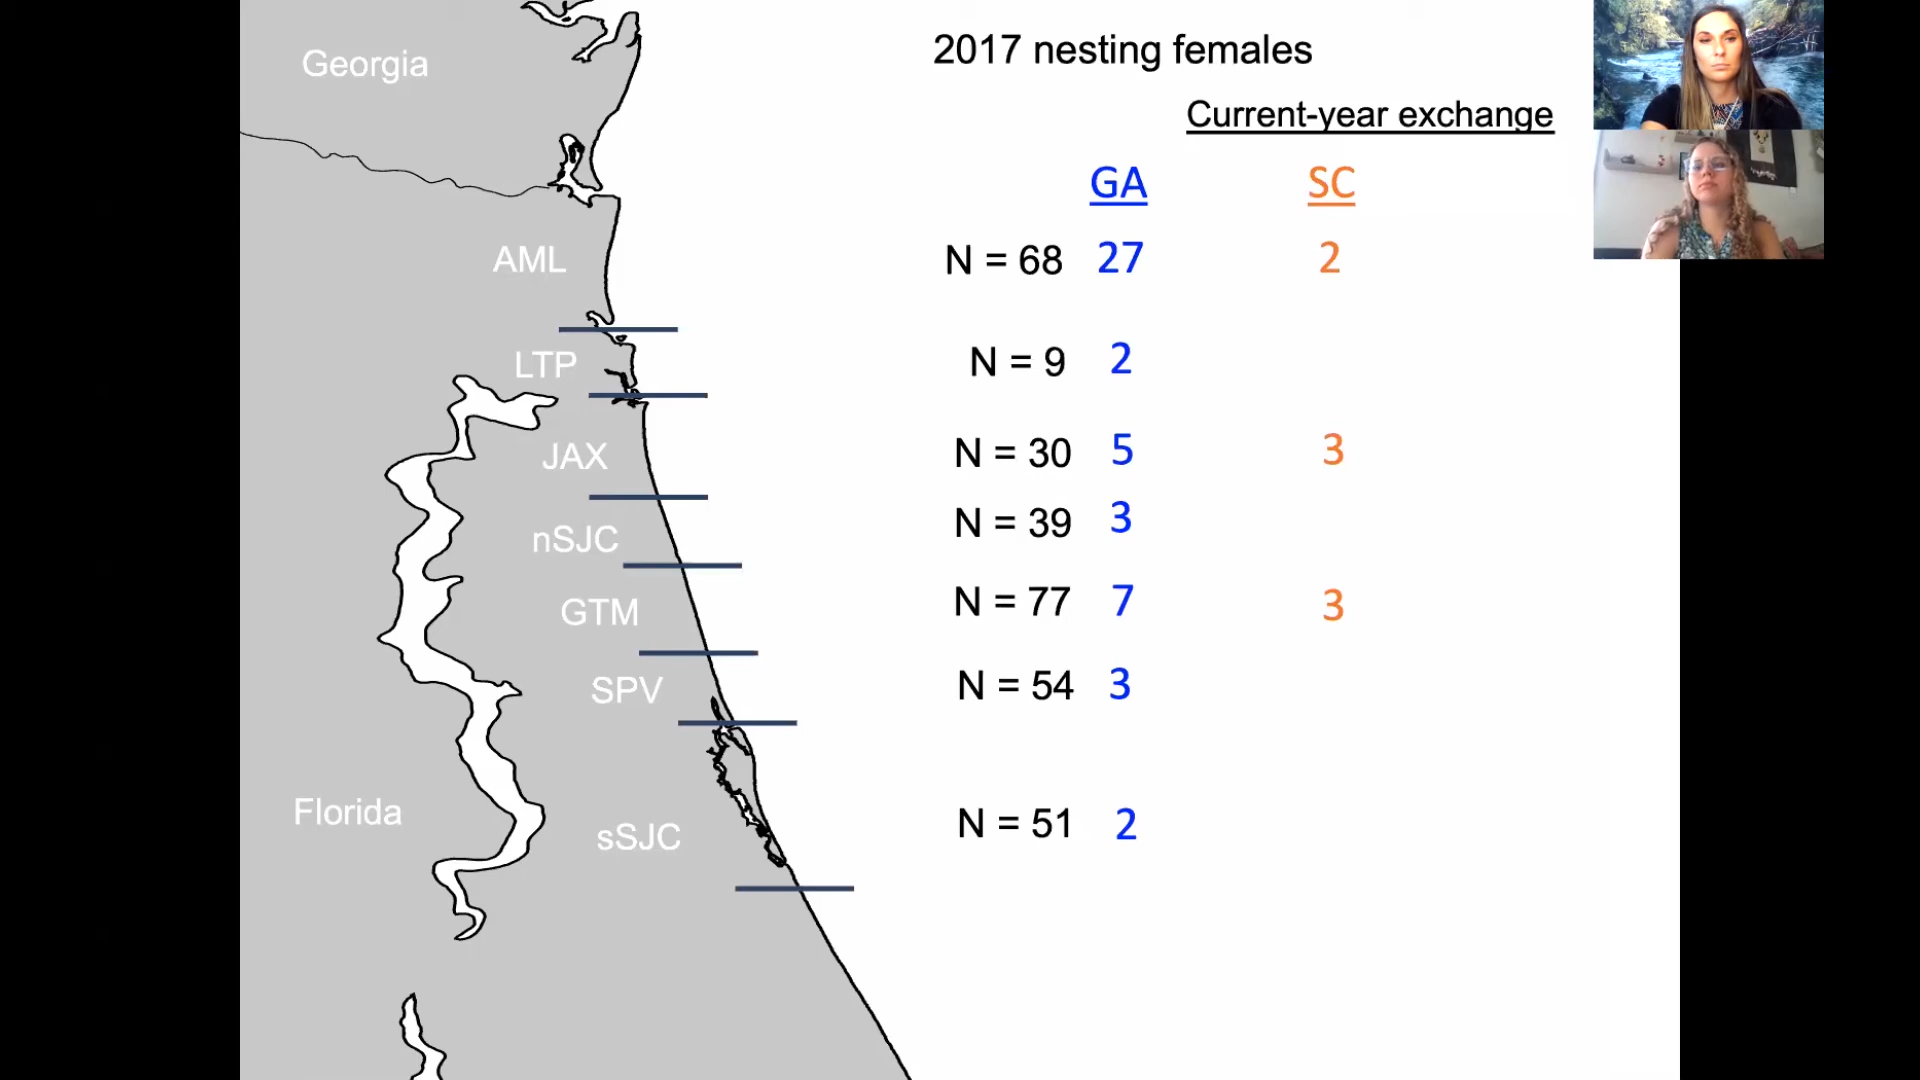 2017 nesting females
Current-year exchange
GA SC
Georgia
AML N = 68 27 2
LTP N = 9 2
JAX N = 30 5 3
nSJC N = 39 3
GTM N = 77 7 3
SPV N = 54 3
Florida
sSJC N = 51 2